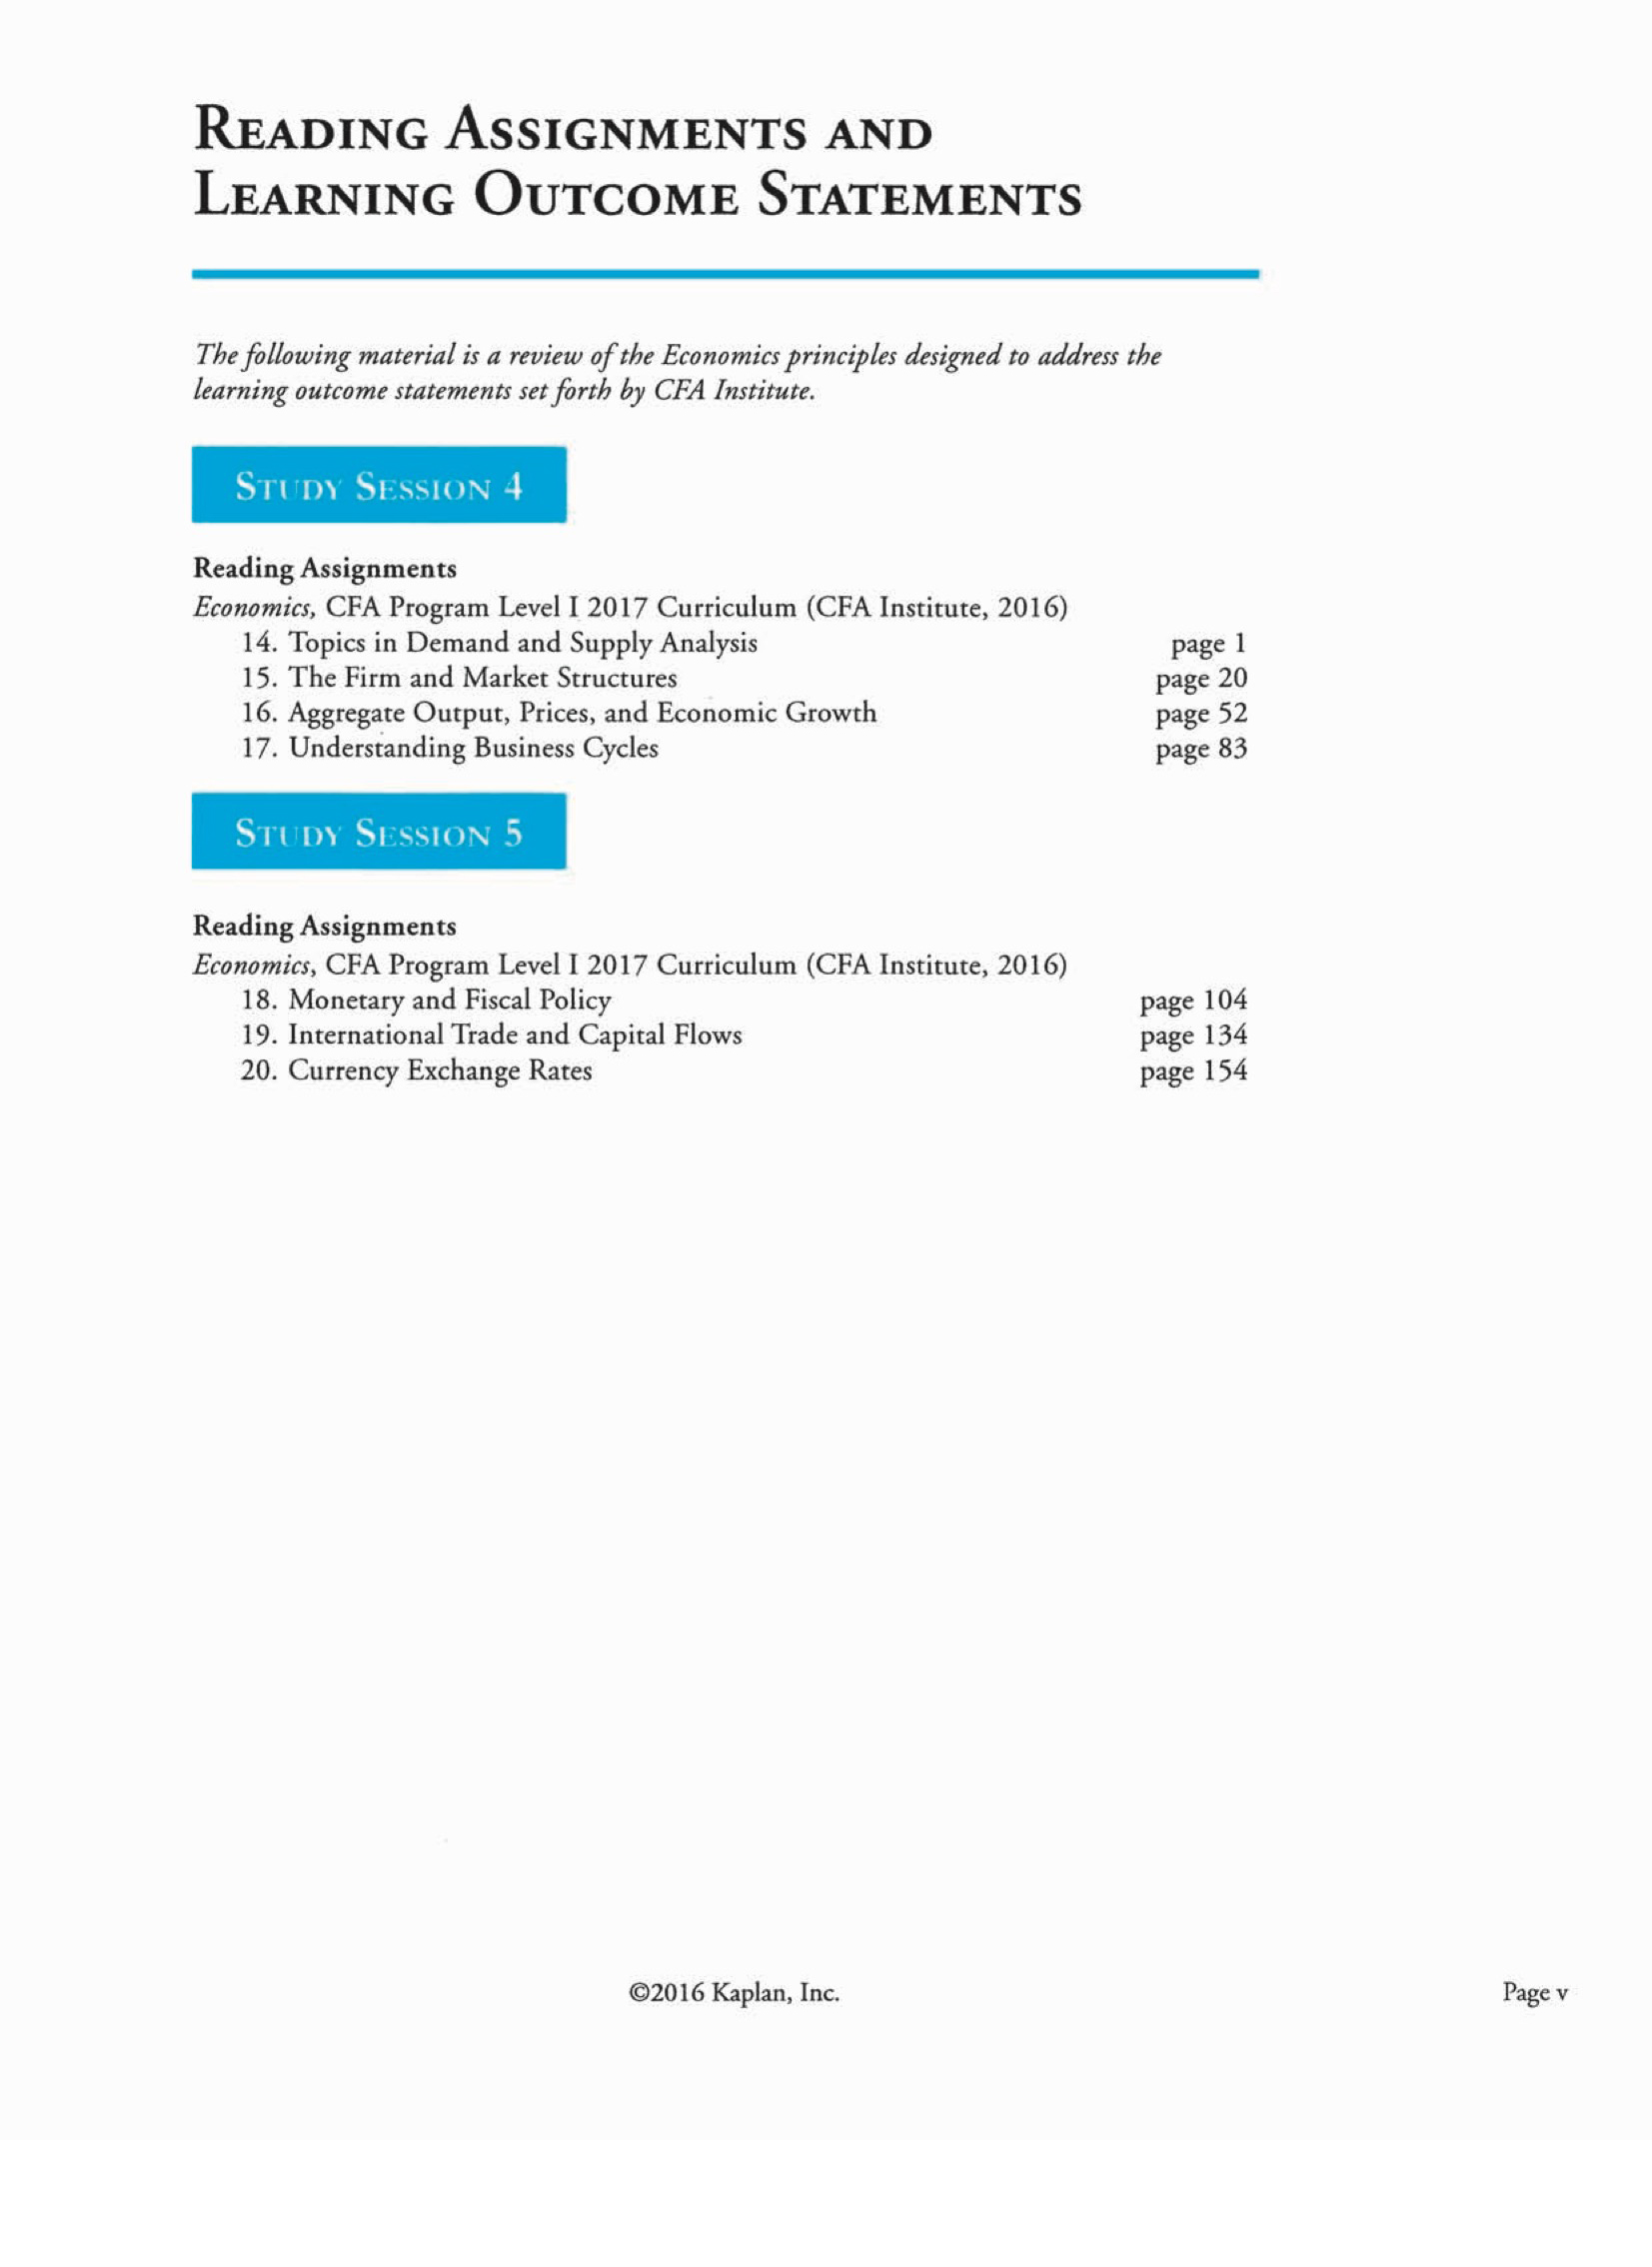 READING ASSIGNMENTS AND
LEARNING OUTCOME STATEMENTS
The following material is a review of the Economics principles designed to address the
learning outcome statements set forth by CFA Institute.
STUDY SESSION 4
Reading Assignments
Economics, CFA Program Level I 2017 Curriculum (CFA Institute, 2016)
14. Topics in Demand and Supply Analysis page 1
15. The Firm and Market Structures page 20
16. Aggregate Output, Prices, and Economic Growth page 52
17. Understanding Business Cycles page 83
STUDY SESSION 5
Reading Assignments
Economics, CFA Program Level I 2017 Curriculum (CFA Institute, 2016)
18. Monetary and Fiscal Policy page 104
19. International Trade and Capital Flows page 134
20. Currency Exchange Rates page 154
©2016 Kaplan, Inc. Page v